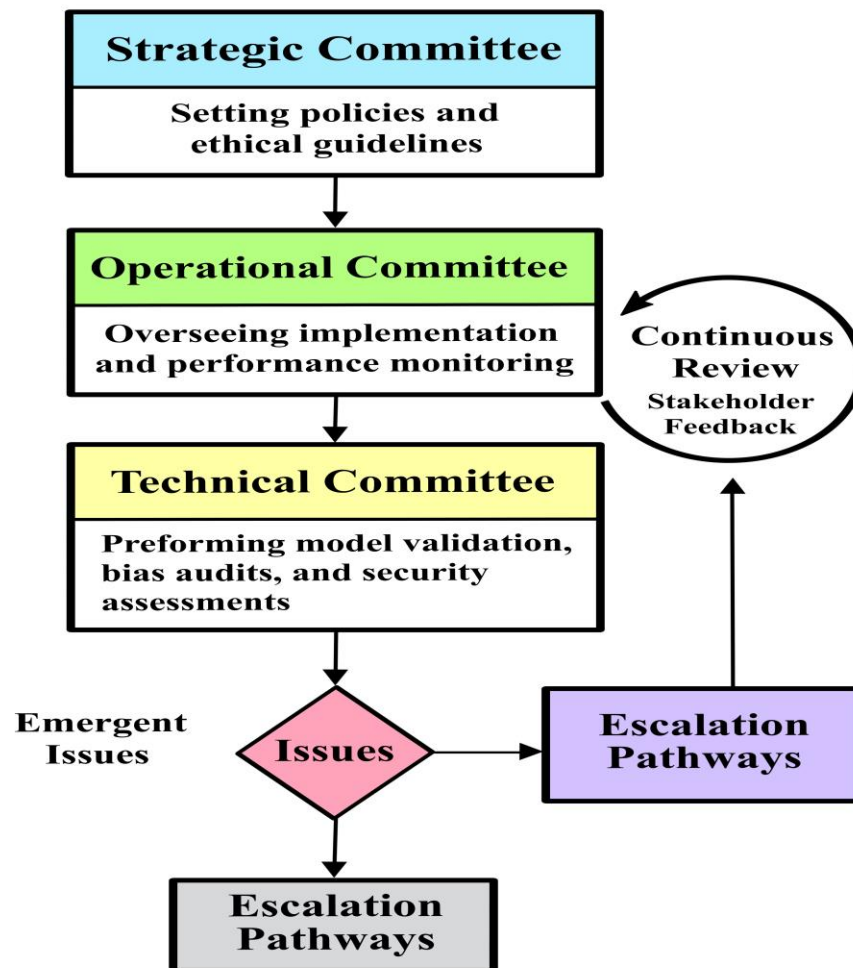 Strategic Committee
Setting policies and
ethical guidelines
Operational Committee
Overseeing implementation
and performance monitoring
Continuous
Review
Stakeholder
Feedback
Technical Committee
Preforming model validation,
bias audits, and security
assessments
Emergent
Issues
Issues
Escalation
Pathways
Escalation
Pathways